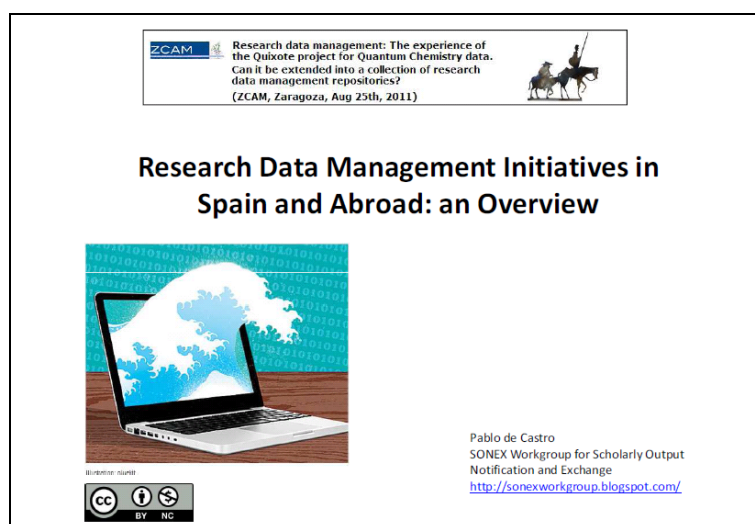 ZCAM
Research data management: The experience of
the Quixote project for Quantum Chemistry data.
Can it be extended into a collection of research
data management repositories?
(ZCAM, Zaragoza, Aug 25th, 2011)
Research Data Management Initiatives in
Spain and Abroad: an Overview
Pablo de Castro
SONEX Workgroup for Scholarly Output
Notification and Exchange
http://sonexworkgroup.blogspot.com/
Illustration:
cc
BY NC